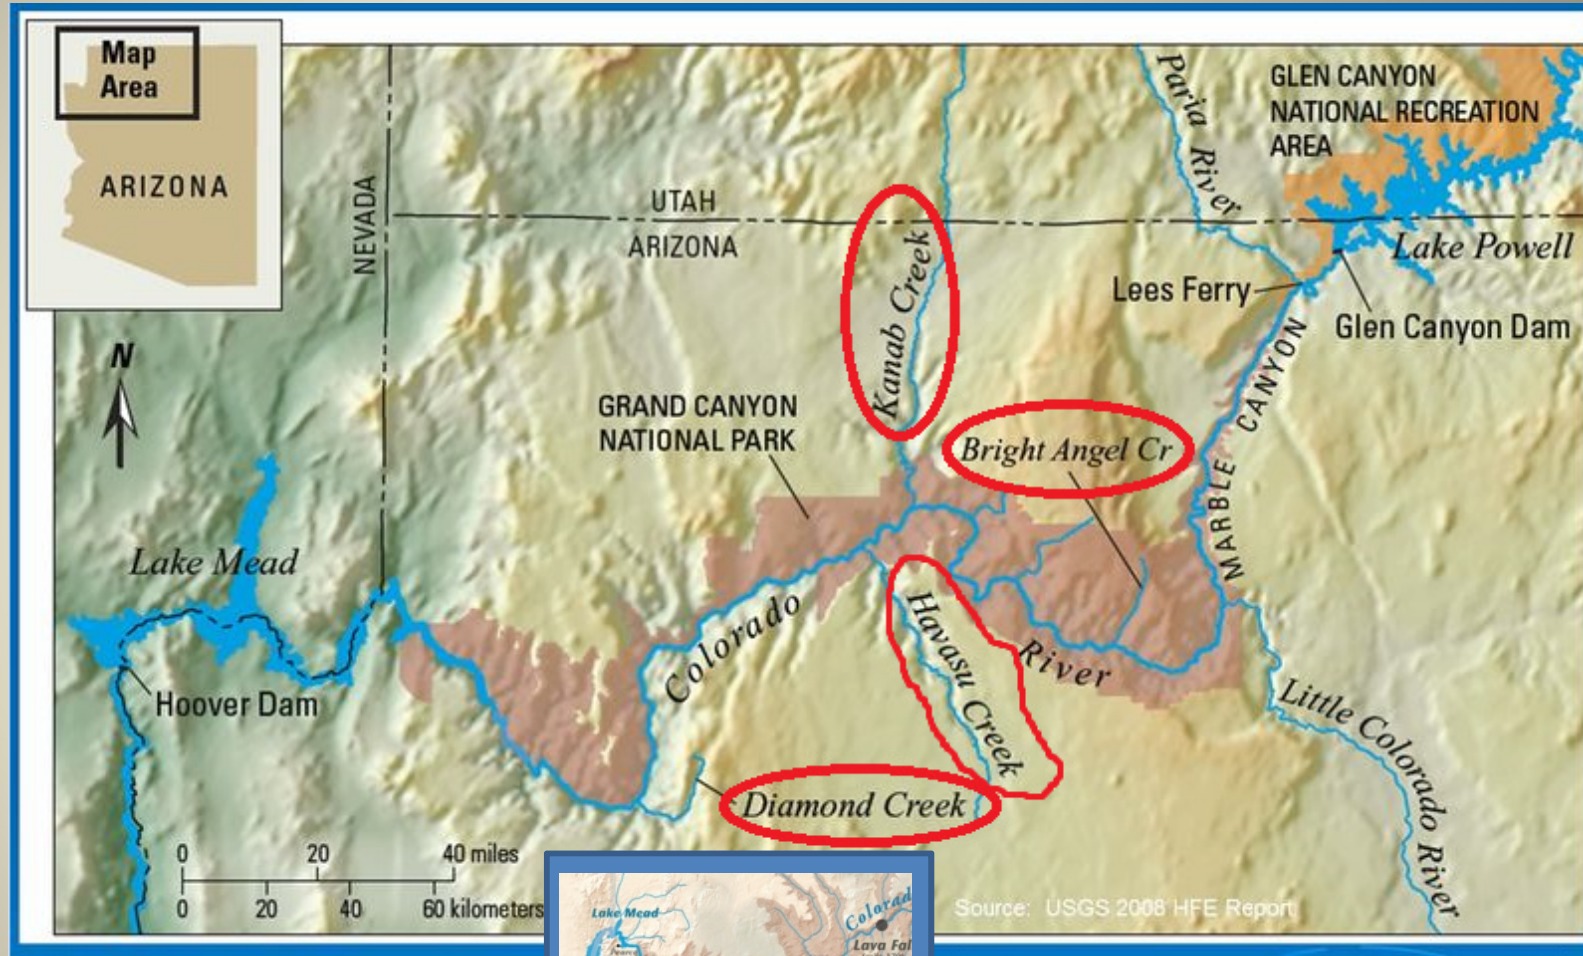 Map
Area
ARIZONA
NEVADA
UTAH
ARIZONA
Kanab Creek
Paria River
GLEN CANYON
NATIONAL RECREATION
AREA
Lake Powell
Lees Ferry
Glen Canyon Dam
N
GRAND CANYON
NATIONAL PARK
Bright Angel Cr
MARBLE CANYON
Lake Mead
Hoover Dam
Colorado River
Havasu Creek
Little Colorado River
Diamond Creek
0 20 40 miles
0 20 40 60 kilometers
Source: USGS 2008 HFE Report
Lake Mead
Colorad
Lava Fal